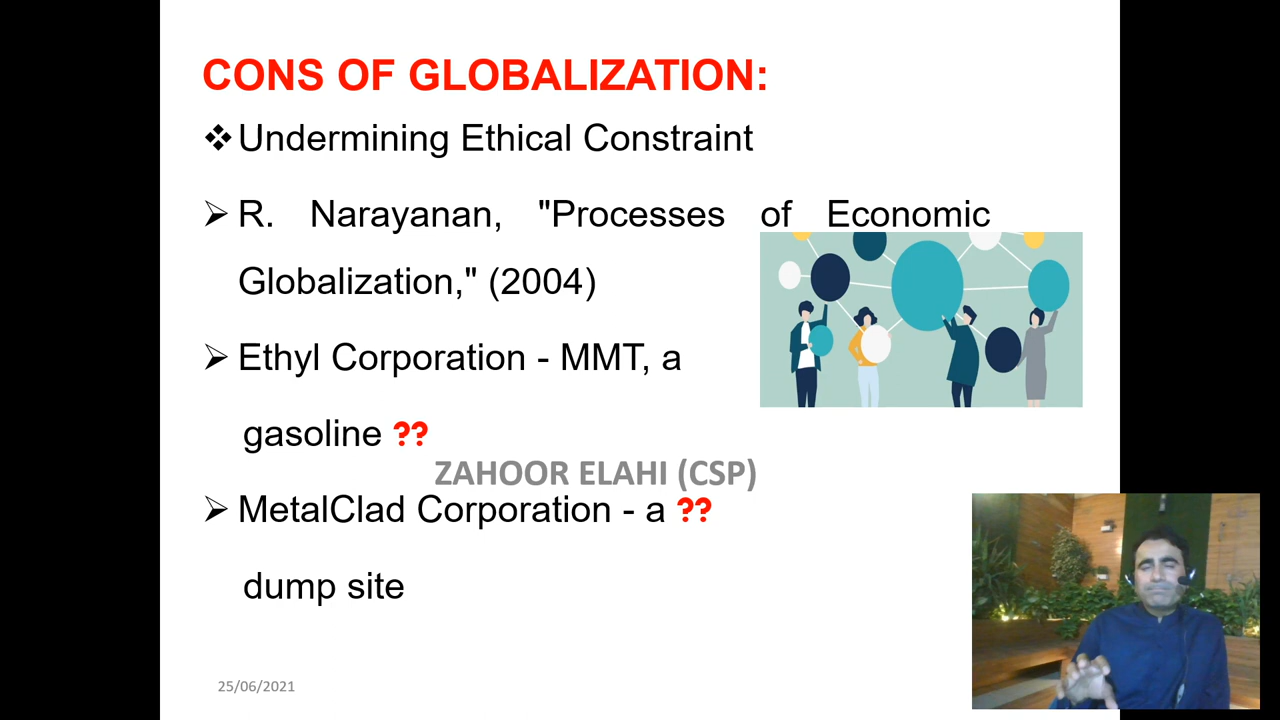 CONS OF GLOBALIZATION:
❖Undermining Ethical Constraint
➢R. Narayanan, "Processes of Economic
Globalization," (2004)
➢Ethyl Corporation - MMT, a
gasoline ??
ZAHOOR ELAHI (CSP)
➢MetalClad Corporation - a ??
dump site
25/06/2021